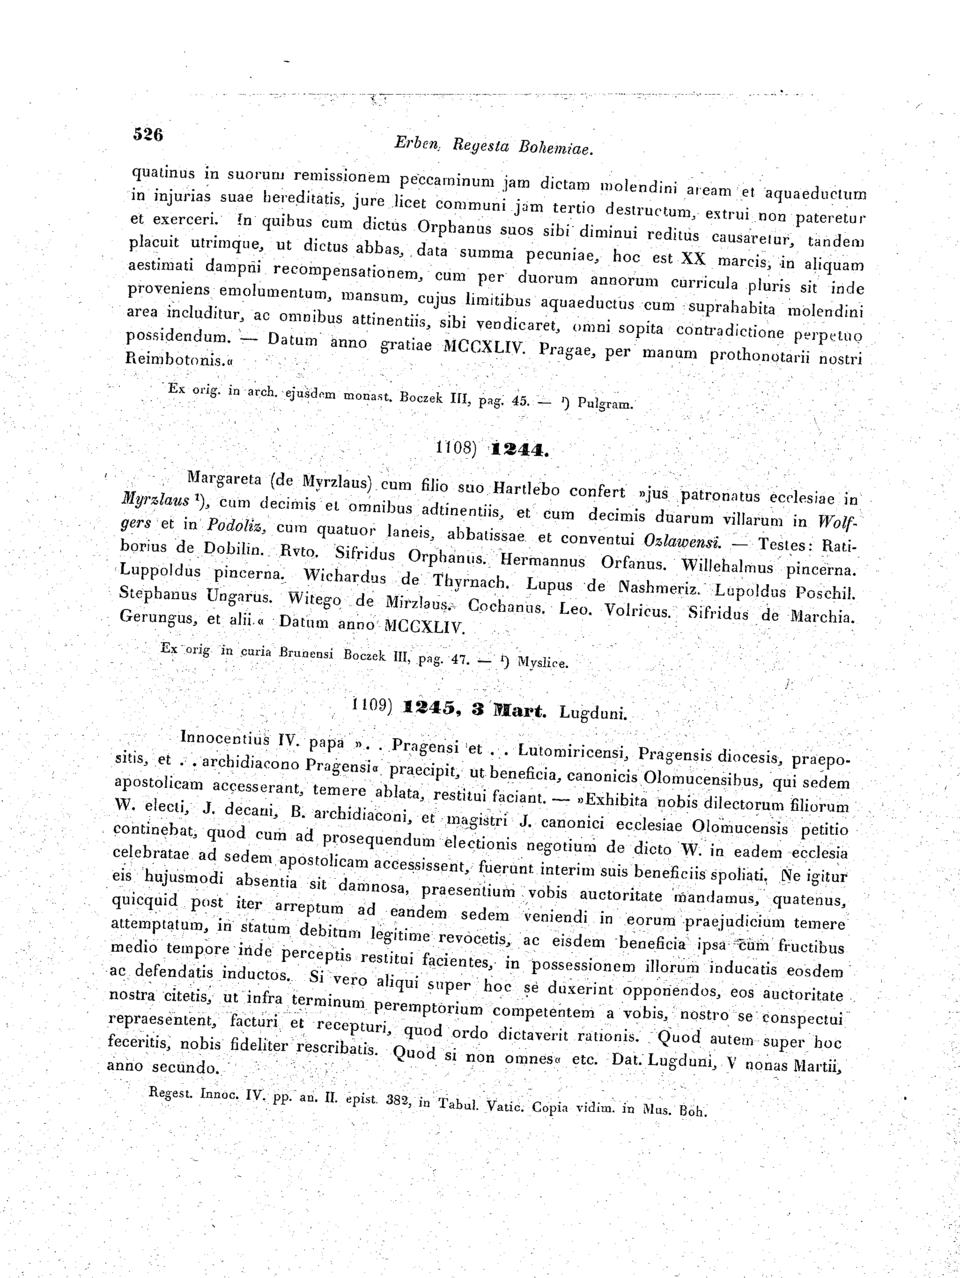 526
Erben, Regesta Bohemiae.
quatinus in suorum remissionem peccaminum jam dictam molendini aream et aquaeductum
in injurias suae hereditatis, jure licet communi jam tertio destructum, extrui non pateretur
et exerceri. In quibus cum dictus Orphanus suos sibi diminui reditus causaretur, tandem
placuit utrimque, ut dictus abbas, data summa pecuniae, hoc est XX marcis, in aliquam
aestimati dampni recompensationem, cum per duorum annorum curricula pluris sit inde
proveniens emolumentum, mansum, cujus limitibus aquaeductus cum suprahabita molendini
area includitur, ac omnibus attinentiis, sibi vendicaret, omni sopita contradictione perpetuo
possidendum. — Datum anno gratiae MCCXLIV. Pragae, per manum prothonotarii nostri
Reimbotonis.«
Ex orig. in arch. ejusdem monast. Boczek III, pag. 45. — ¹) Pulgram.
1108) 1244.
Margareta (de Myrzlaus) cum filio suo Hartlebo confert »jus patronatus ecclesiae in
Myrzlaus ¹), cum decimis et omnibus adtinentiis, et cum decimis duarum villarum in Wolf-
gers et in Podoliz, cum quatuor laneis, abbatissae et conventui Ozlawensi. — Testes: Rati-
borius de Dobilin. Rvto. Sifridus Orphanus. Hermannus Orfanus. Willehalmus pincerna.
Luppoldus pincerna. Wichardus de Thyrnach. Lupus de Nashmeriz. Lupoldus Poschil.
Stephanus Ungarus. Witego de Mirzlaus. Cochanus. Leo. Volricus. Sifridus de Marchia.
Gerungus, et alii.« Datum anno MCCXLIV.
Ex orig in curia Brunensi Boczek III, pag. 47. — ¹) Myslice.
1109) 1245, 3 Mart. Lugduni.
Innocentius IV. papa ». . Pragensi et . . Lutomiricensi, Pragensis diocesis, praepo-
sitis, et . . archidiacono Pragensi« praecipit, ut beneficia, canonicis Olomucensibus, qui sedem
apostolicam accesserant, temere ablata, restitui faciant. — »Exhibita nobis dilectorum filiorum
W. electi, J. decani, B. archidiaconi, et magistri J. canonici ecclesiae Olomucensis petitio
continebat, quod cum ad prosequendum electionis negotium de dicto W. in eadem ecclesia
celebratae ad sedem apostolicam accessissent, fuerunt interim suis beneficiis spoliati. Ne igitur
eis hujusmodi absentia sit damnosa, praesentium vobis auctoritate mandamus, quatenus,
quicquid post iter arreptum ad eandem sedem veniendi in eorum praejudicium temere
attemptatum, in statum debitum legitime revocetis, ac eisdem beneficia ipsa cum fructibus
medio tempore inde perceptis restitui facientes, in possessionem illorum inducatis eosdem
ac defendatis inductos. Si vero aliqui super hoc se duxerint opponendos, eos auctoritate
nostra citetis, ut infra terminum peremptorium competentem a vobis, nostro se conspectui
repraesentent, facturi et recepturi, quod ordo dictaverit rationis. Quod autem super hoc
feceritis, nobis fideliter rescribatis. Quod si non omnes« etc. Dat. Lugduni, V nonas Martii,
anno secundo.
Regest. Innoc. IV. pp. an. II. epist. 382, in Tabul. Vatic. Copia vidim. in Mus. Boh.